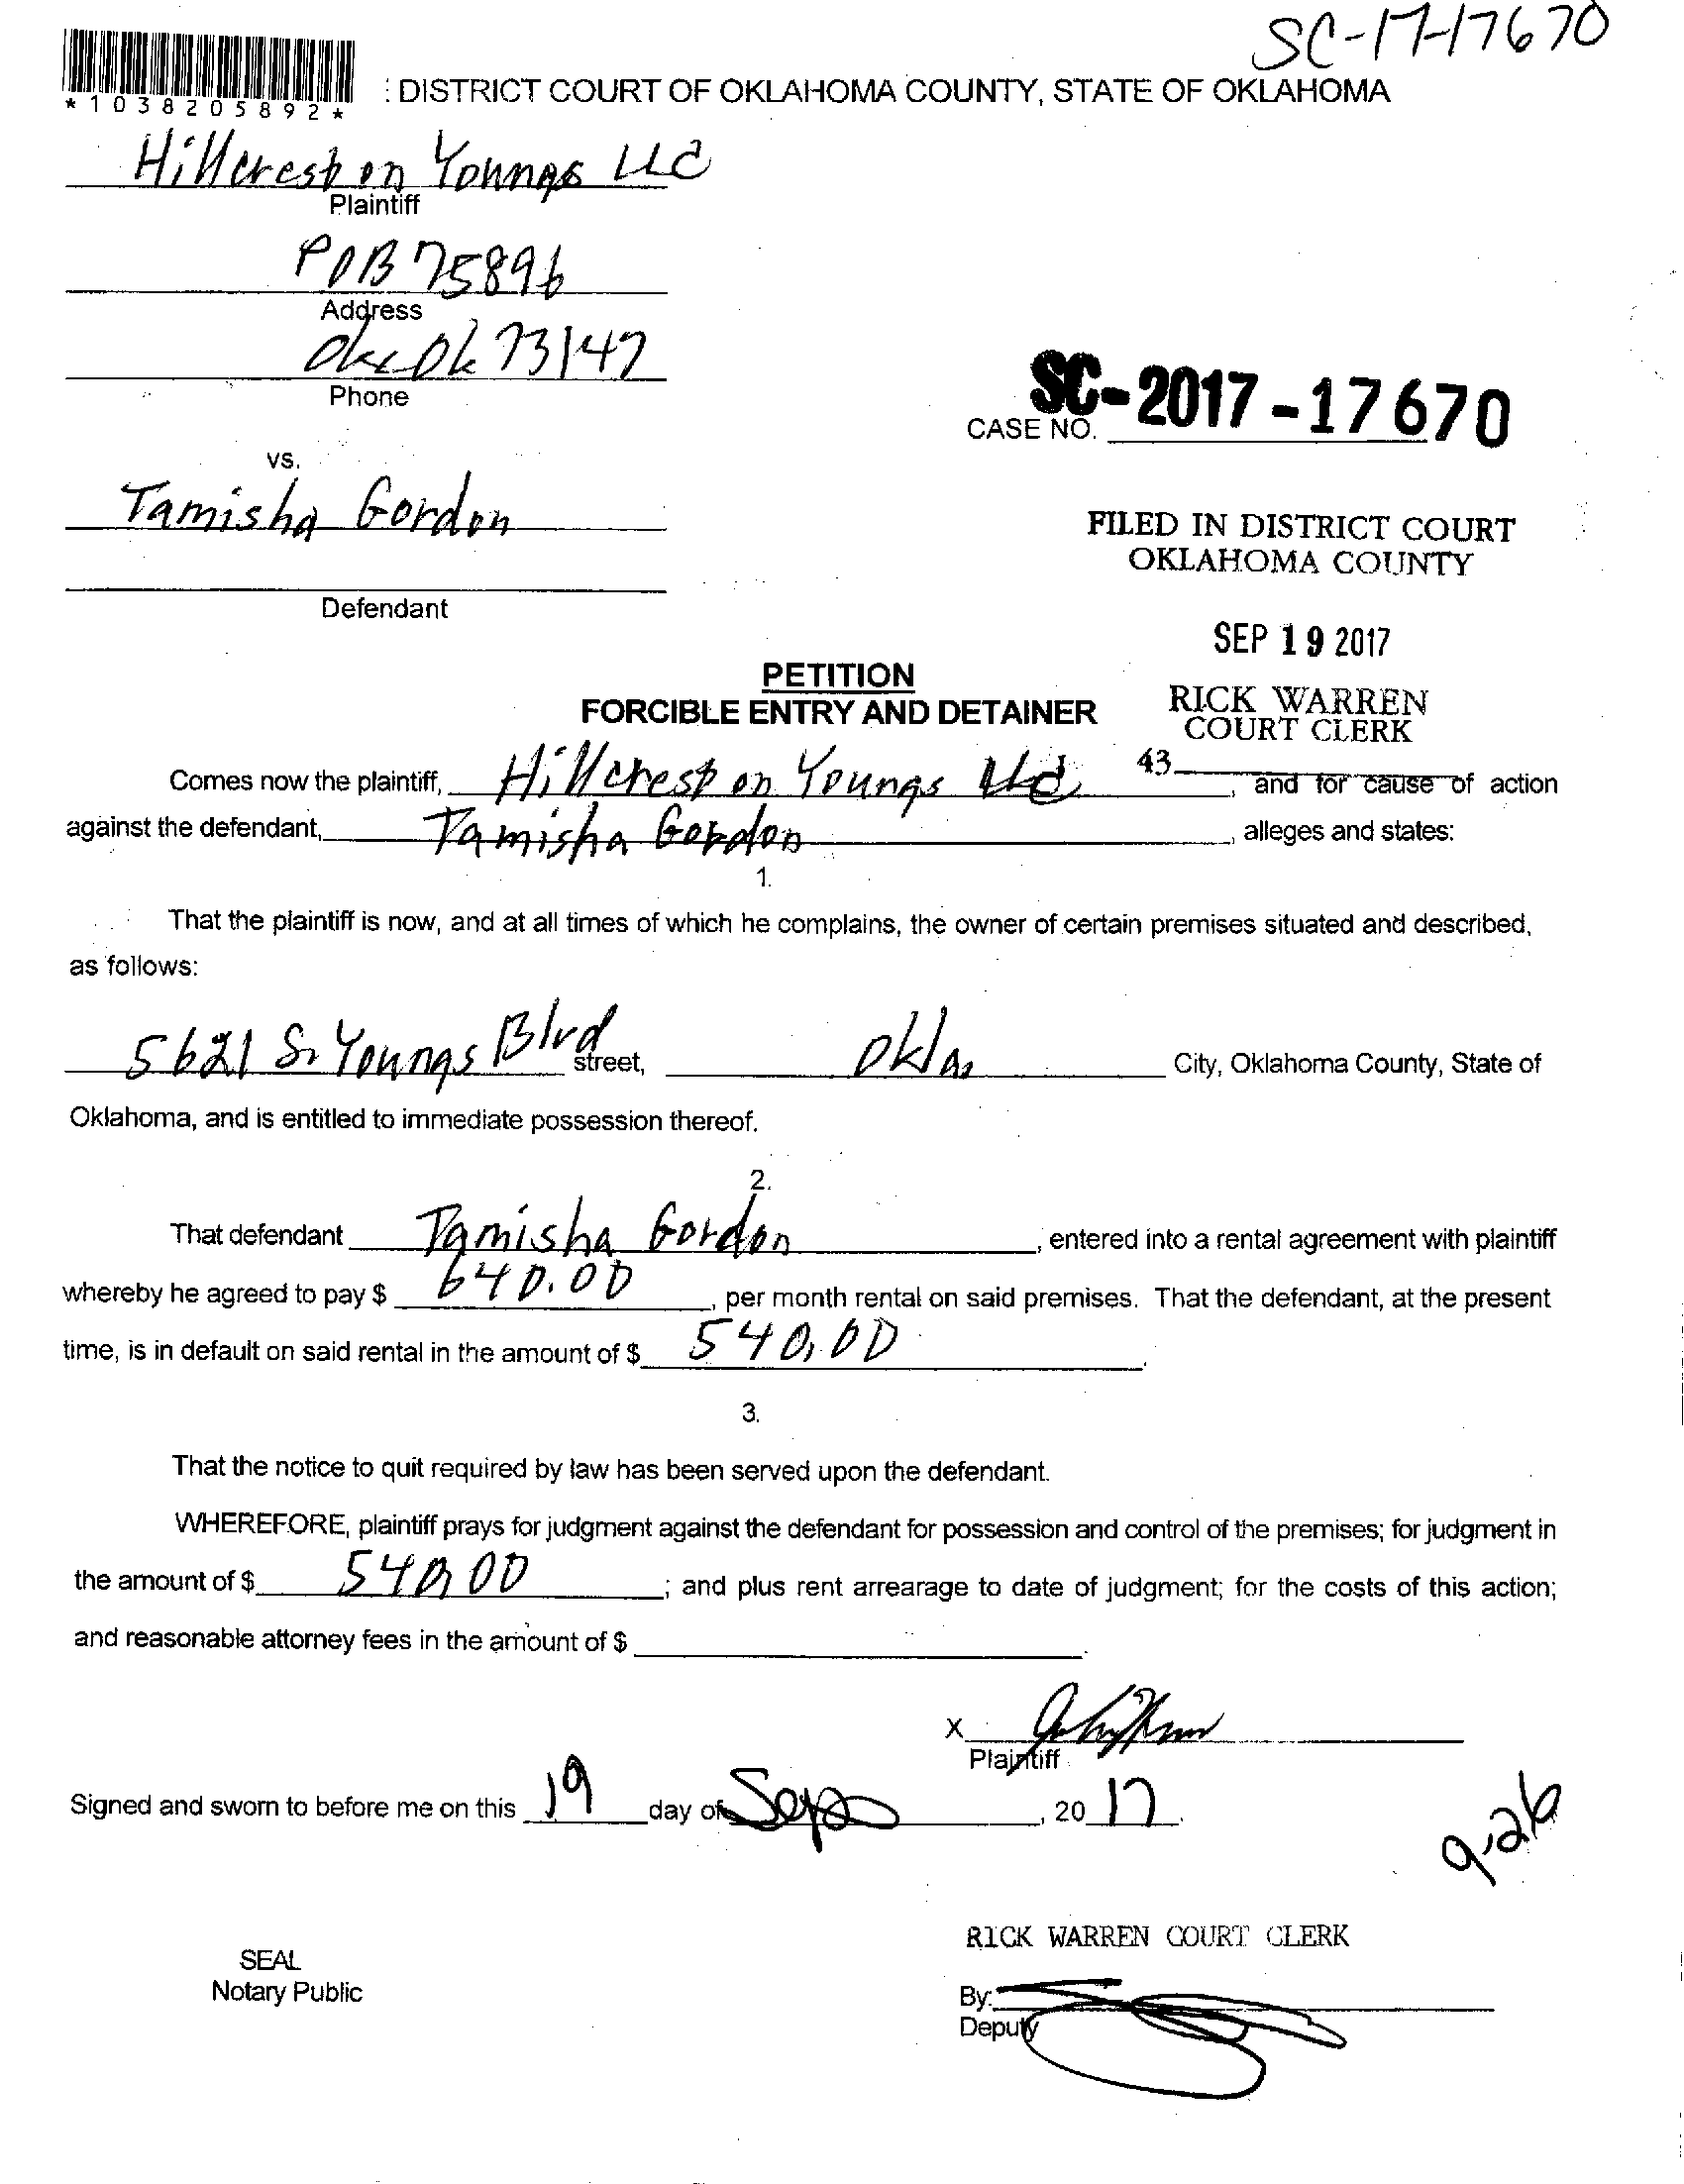 SC-17-17670
*1038205892*
: DISTRICT COURT OF OKLAHOMA COUNTY, STATE OF OKLAHOMA
Hillcrest on Youngs LLC
Plaintiff
POB 75896
Address
Okc Ok 73147
Phone
SC-2017-17670
CASE NO.
vs.
Tamisha Gordon
FILED IN DISTRICT COURT
OKLAHOMA COUNTY
Defendant
SEP 19 2017
PETITION
RICK WARREN
FORCIBLE ENTRY AND DETAINER
COURT CLERK
43
Comes now the plaintiff, Hillcrest on Youngs LLC, and for cause of action
against the defendant, Tamisha Gordon, alleges and states:
1.
That the plaintiff is now, and at all times of which he complains, the owner of certain premises situated and described,
as follows:
5621 S. Youngs Blvd street, Okla. City, Oklahoma County, State of
Oklahoma, and is entitled to immediate possession thereof.
2.
That defendant Tamisha Gordon, entered into a rental agreement with plaintiff
whereby he agreed to pay $ 640.00, per month rental on said premises. That the defendant, at the present
time, is in default on said rental in the amount of $ 540.00.
3.
That the notice to quit required by law has been served upon the defendant.
WHEREFORE, plaintiff prays for judgment against the defendant for possession and control of the premises; for judgment in
the amount of $ 540.00; and plus rent arrearage to date of judgment; for the costs of this action;
and reasonable attorney fees in the amount of $
X
Plaintiff
Signed and sworn to before me on this 19 day of Sep, 2017.
9-26
RICK WARREN COURT CLERK
SEAL
Notary Public
By:
Deputy